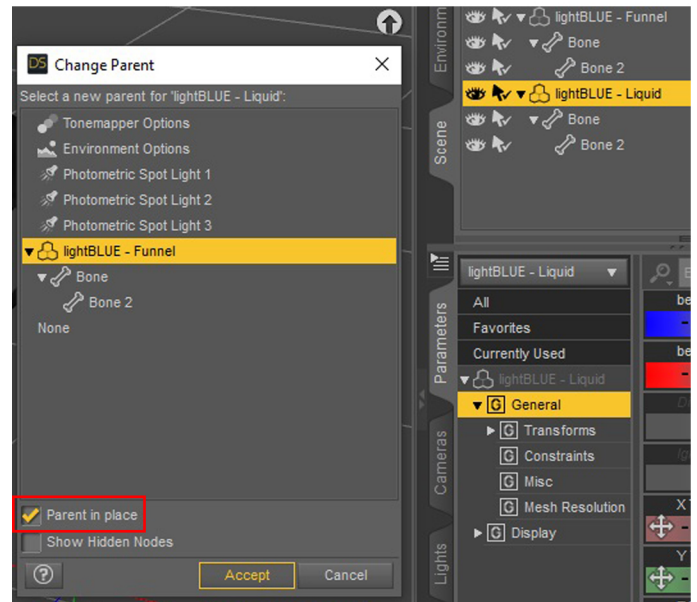 DS Change Parent
Select a new parent for 'lightBLUE - Liquid':
Tonemapper Options
Environment Options
Photometric Spot Light 1
Photometric Spot Light 2
Photometric Spot Light 3
lightBLUE - Funnel
Bone
Bone 2
None
Parent in place
Show Hidden Nodes
? Accept Cancel
Environm
Scene
lightBLUE - Funnel
Bone
Bone 2
lightBLUE - Liquid
Bone
Bone 2
Parameters
Cameras
Lights
lightBLUE - Liquid
All
Favorites
Currently Used
lightBLUE - Liquid
G General
G Transforms
G Constraints
G Misc
G Mesh Resolution
G Display
be
be
X
Y